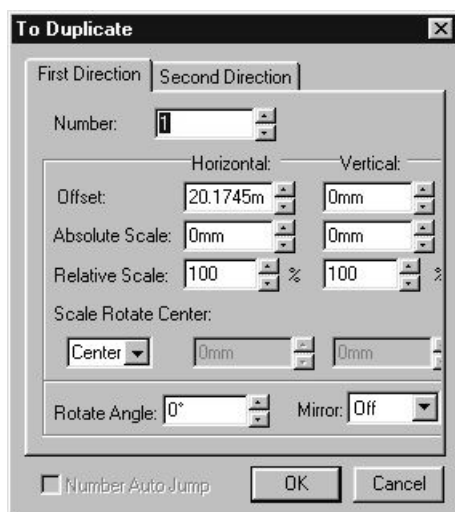 To Duplicate
First Direction Second Direction
Number: 1
Horizontal: Vertical:
Offset: 20.1745m 0mm
Absolute Scale: 0mm 0mm
Relative Scale: 100 % 100 %
Scale Rotate Center:
Center 0mm 0mm
Rotate Angle: 0° Mirror: Off
Number Auto Jump OK Cancel